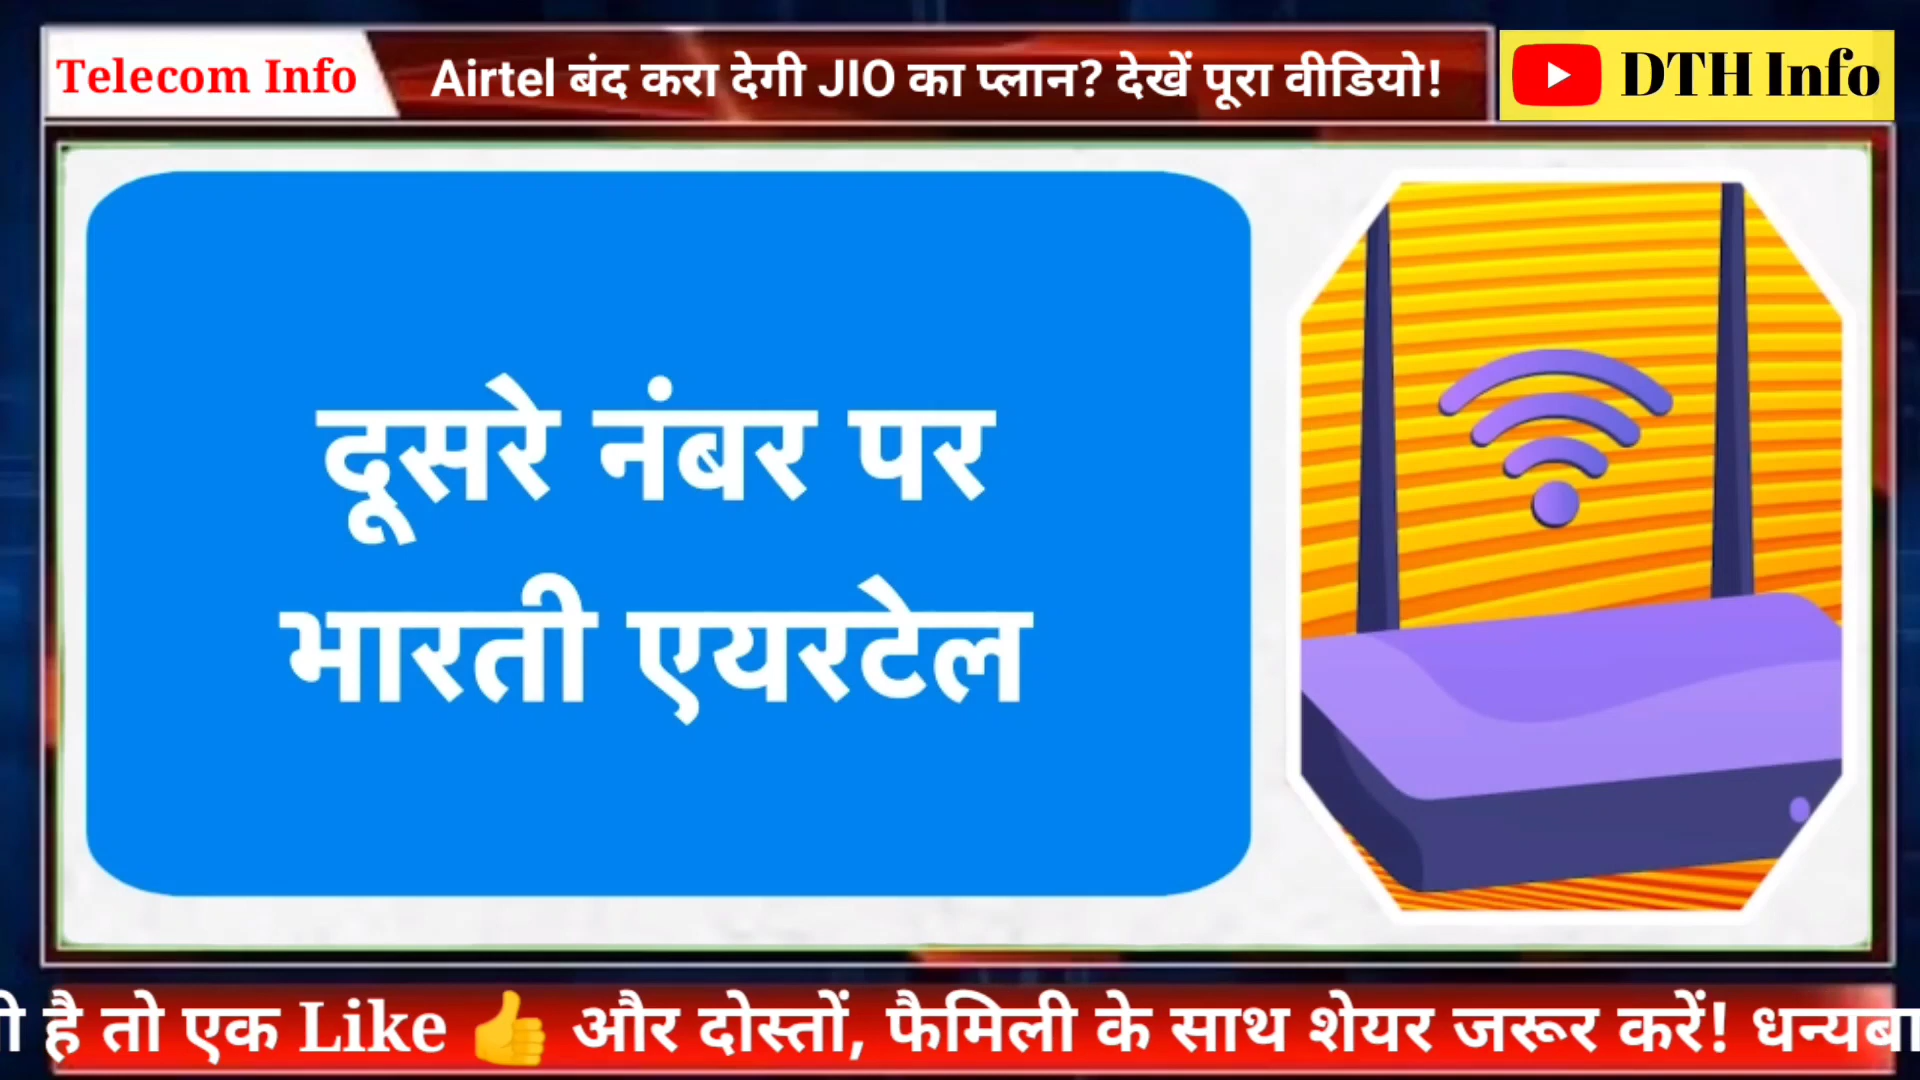 Telecom Info
Airtel बंद करा देगी JIO का प्लान? देखें पूरा वीडियो!
DTH Info
दूसरे नंबर पर
भारती एयरटेल
है तो एक Like 👍 और दोस्तों, फैमिली के साथ शेयर जरूर करें!